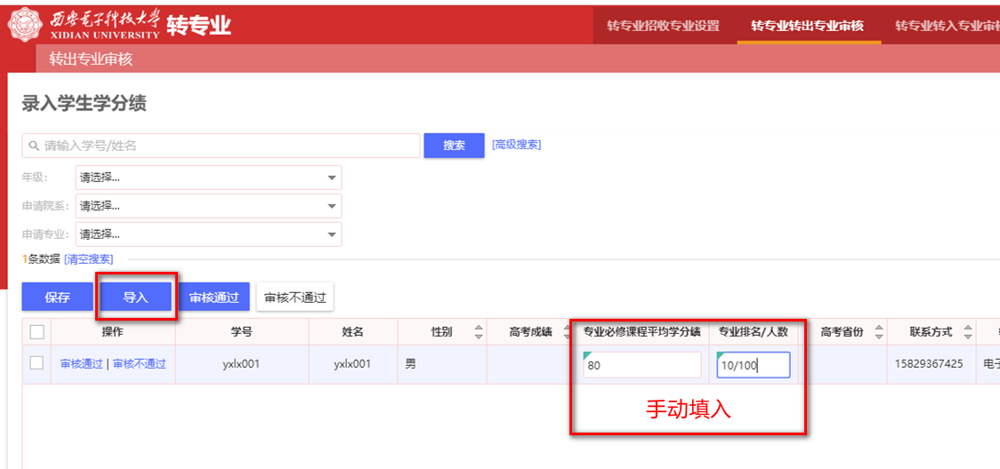 西安电子科技大学
XIDIAN UNIVERSITY
转专业
转专业招收专业设置 转专业转出专业审核 转专业转入专业审
转出专业审核
录入学生学分绩
请输入学号/姓名 搜索 [高级搜索]
年级: 请选择...
申请院系: 请选择...
申请专业: 请选择...
1条数据 [清空搜索]
保存 导入 审核通过 审核不通过
操作 学号 姓名 性别 高考成绩 专业必修课程平均学分绩 专业排名/人数 高考省份 联系方式
审核通过 | 审核不通过 yxlx001 yxlx001 男 80 10/100 15829367425 电子
手动填入